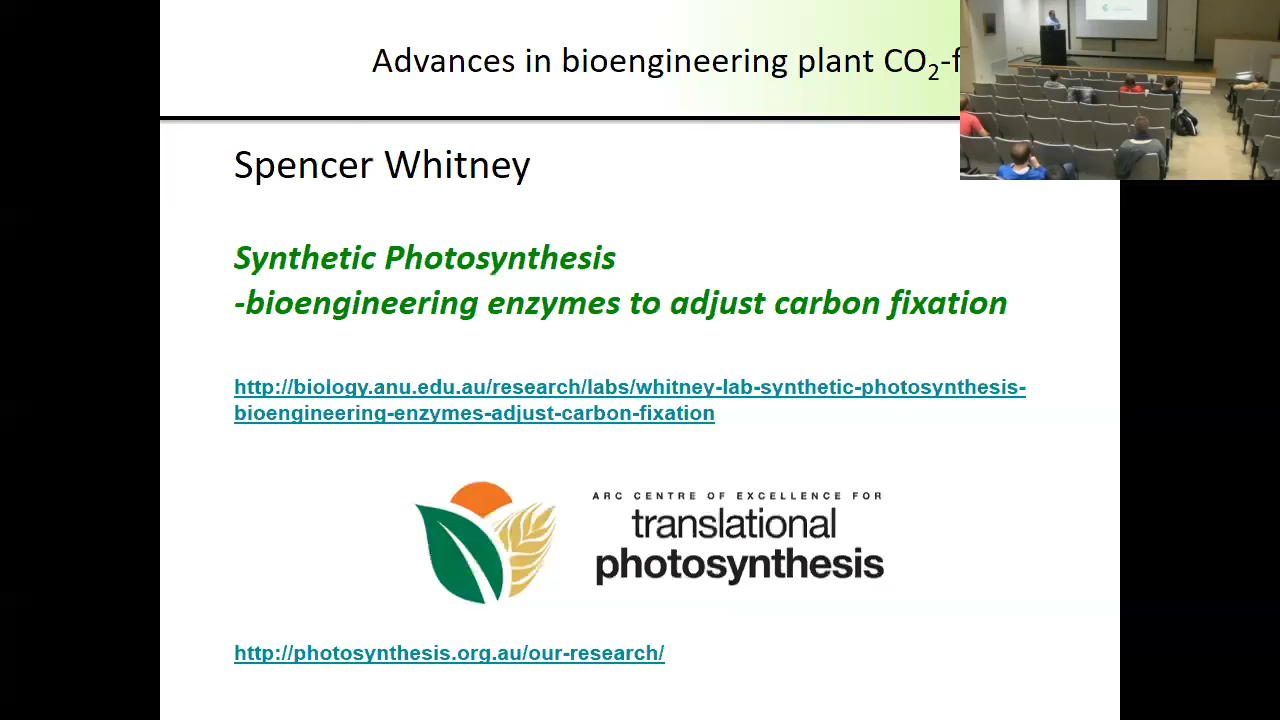 Advances in bioengineering plant CO₂-f
Spencer Whitney
Synthetic Photosynthesis
-bioengineering enzymes to adjust carbon fixation
http://biology.anu.edu.au/research/labs/whitney-lab-synthetic-photosynthesis-
bioengineering-enzymes-adjust-carbon-fixation
ARC CENTRE OF EXCELLENCE FOR
translational
photosynthesis
http://photosynthesis.org.au/our-research/